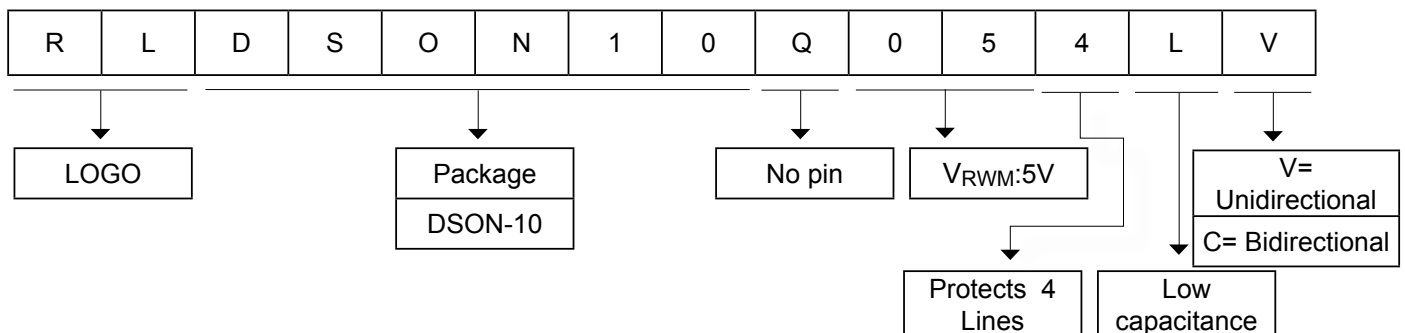 R L D S O N 1 0 Q 0 5 4 L V
LOGO
Package
DSON-10
No pin
VRWM:5V
V=
Unidirectional
C= Bidirectional
Protects 4
Lines
Low
capacitance